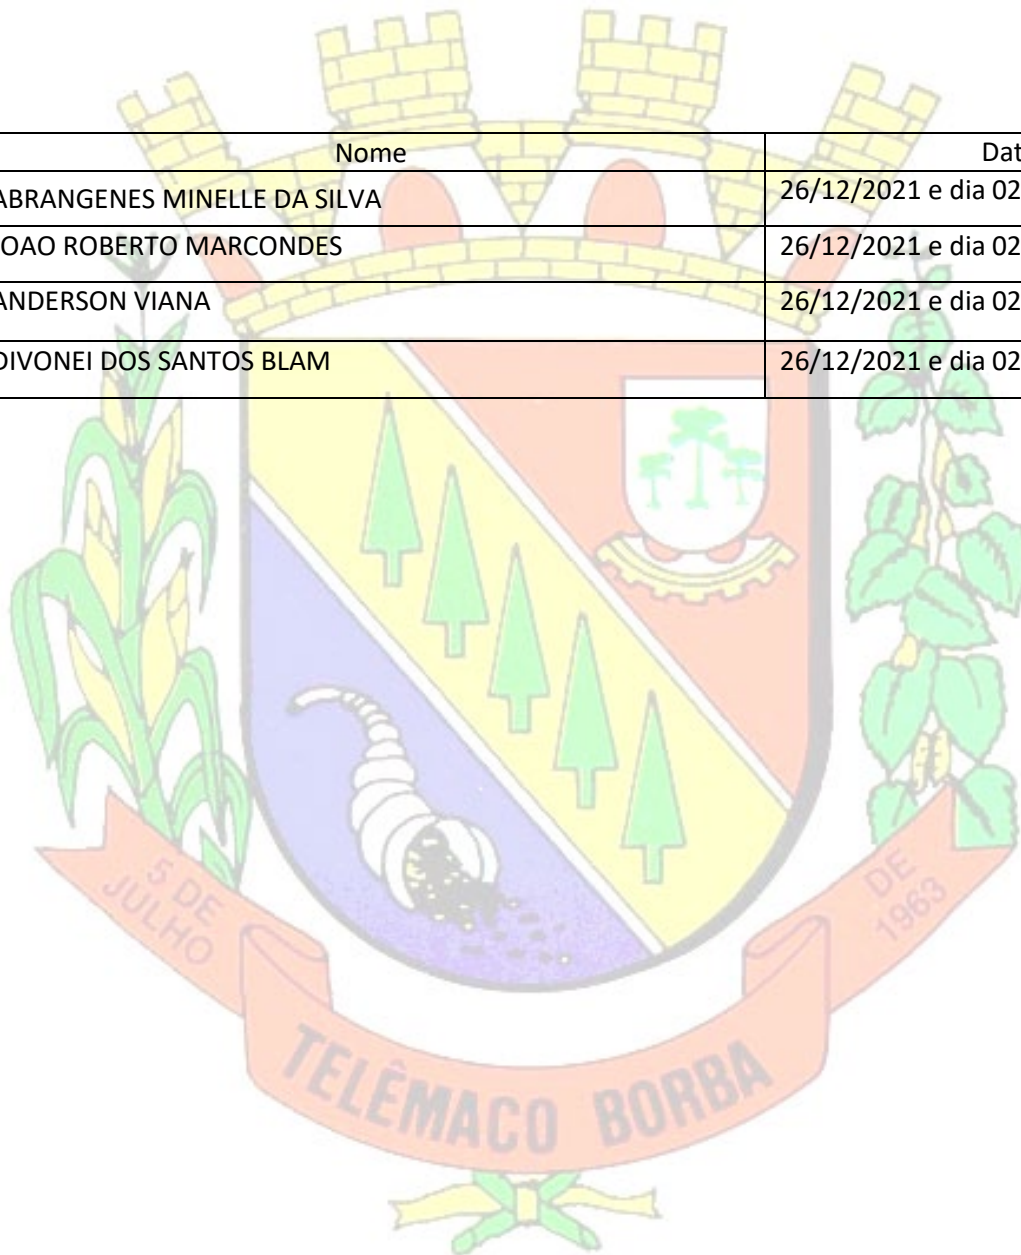 Nome Dat
ABRANGENES MINELLE DA SILVA 26/12/2021 e dia 02
OAO ROBERTO MARCONDES 26/12/2021 e dia 02
ANDERSON VIANA 26/12/2021 e dia 02
DIVONEI DOS SANTOS BLAM 26/12/2021 e dia 02
5 DE
JULHO
DE
1963
TELÊMACO BORBA